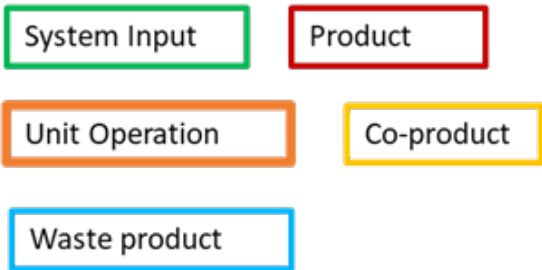 System Input
Product
Unit Operation
Co-product
Waste product